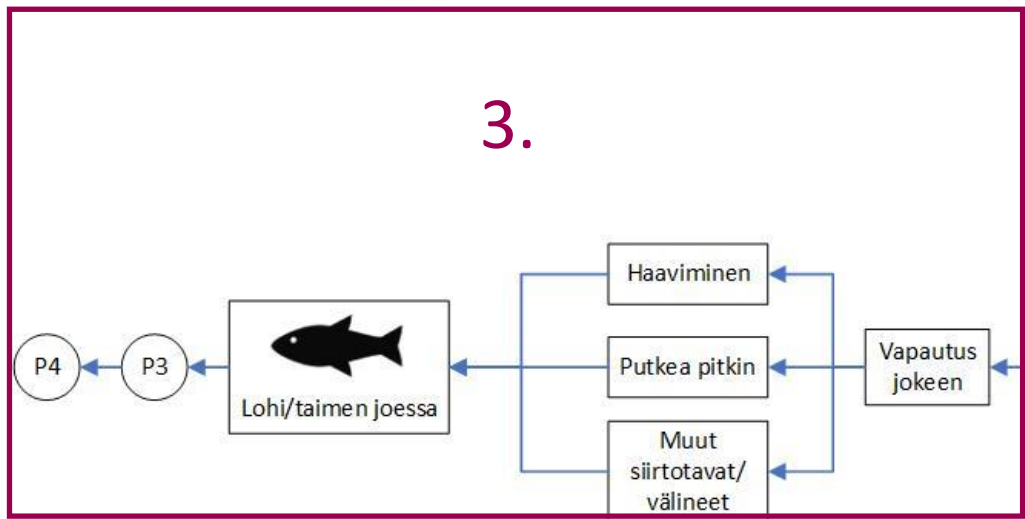 3.
Haaviminen
P4
P3
Lohi/taimen joessa
Putkea pitkin
Vapautus
jokeen
Muut
siirtotavat/
välineet